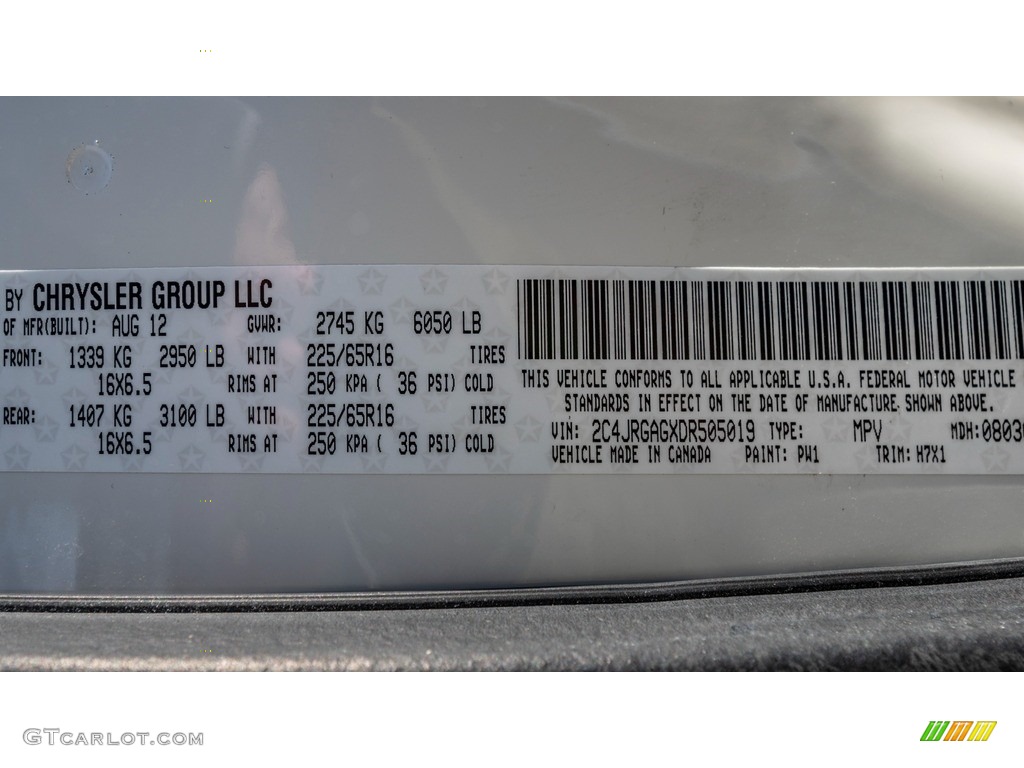 BY CHRYSLER GROUP LLC
OF MFR(BUILT): AUG 12 GVWR: 2745 KG 6050 LB
FRONT: 1339 KG 2950 LB WITH 225/65R16 TIRES
16X6.5 RIMS AT 250 KPA ( 36 PSI) COLD
REAR: 1407 KG 3100 LB WITH 225/65R16 TIRES
16X6.5 RIMS AT 250 KPA ( 36 PSI) COLD
THIS VEHICLE CONFORMS TO ALL APPLICABLE U.S.A. FEDERAL MOTOR VEHICLE
STANDARDS IN EFFECT ON THE DATE OF MANUFACTURE SHOWN ABOVE.
VIN: 2C4JRGAGXDR505019 TYPE: MPV MDH:0803
VEHICLE MADE IN CANADA PAINT: PW1 TRIM: H7X1
GTCARLOT.COM